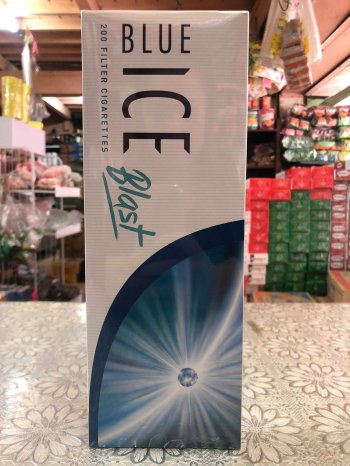 BLUE
ICE
Blast
200 FILTER CIGARETTES